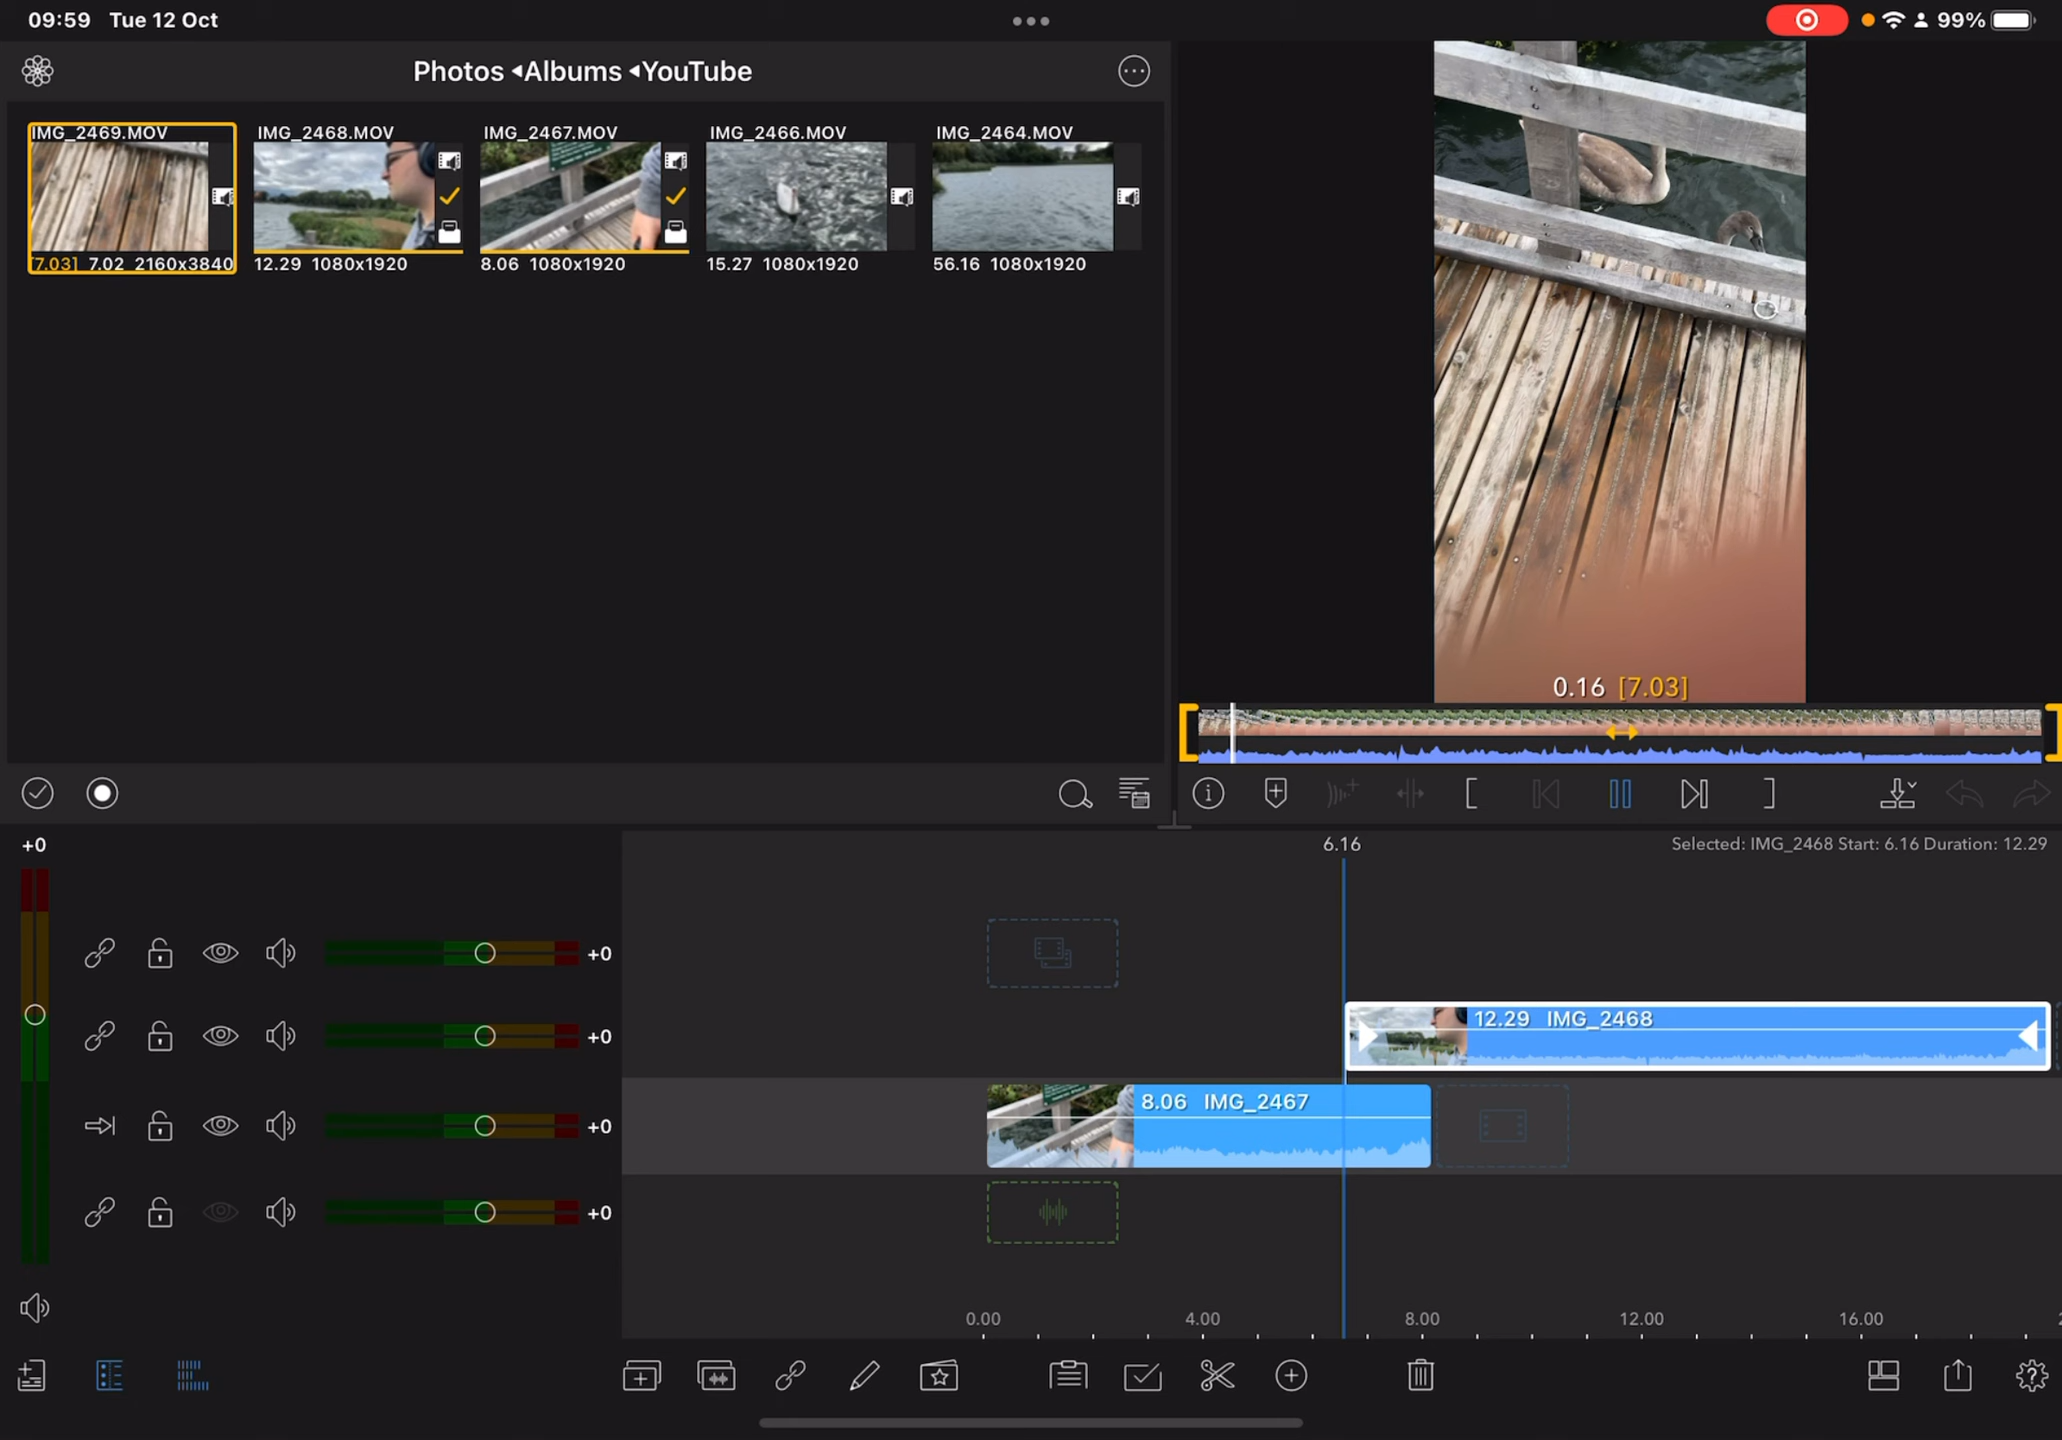 09:59 Tue 12 Oct
99%
Photos ◂Albums ◂YouTube
IMG_2469.MOV
IMG_2468.MOV
IMG_2467.MOV
IMG_2466.MOV
IMG_2464.MOV
[7.03] 7.02 2160x3840
12.29 1080x1920
8.06 1080x1920
15.27 1080x1920
56.16 1080x1920
0.16 [7.03]
+0
6.16
Selected: IMG_2468 Start: 6.16 Duration: 12.29
+0
12.29 IMG_2468
+0
8.06 IMG_2467
+0
+0
0.00 4.00 8.00 12.00 16.00